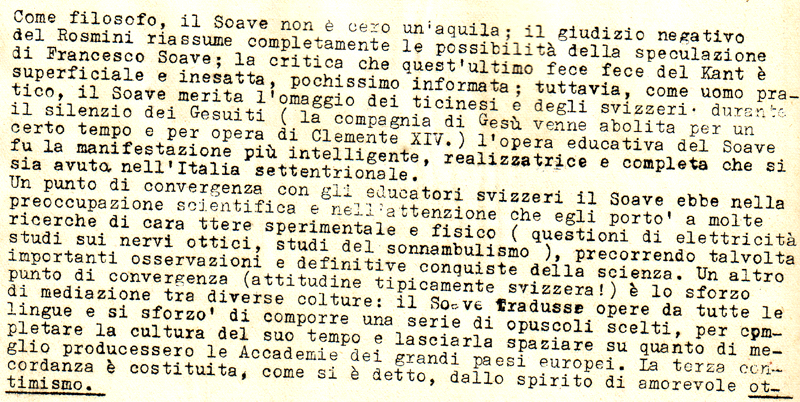 Come filosofo, il Soave non è cero un'aquila; il giudizio negativo
del Rosmini riassume completamente le possibilità della speculazione
di Francesco Soave; la critica che quest'ultimo fece fece del Kant è
superficiale e inesatta, pochissimo informata; tuttavia, come uomo pra-
tico, il Soave merita l'omaggio dei ticinesi e degli svizzeri. durante
il silenzio dei Gesuiti ( la compagnia di Gesù venne abolita per un
certo tempo e per opera di Clemente XIV.) l'opera educativa del Soave
fu la manifestazione più intelligente, realizzatrice e completa che si
sia avuta nell'Italia settentrionale.
Un punto di convergenza con gli educatori svizzeri il Soave ebbe nella
preoccupazione scientifica e nell'attenzione che egli porto' a molte
ricerche di cara ttere sperimentale e fisico ( questioni di elettricità
studi sui nervi ottici, studi del sonnambulismo ), precorrendo talvolta
importanti osservazioni e definitive conquiste della scienza. Un altro
punto di convergenza (attitudine tipicamente svizzera!) è lo sforzo
di mediazione tra diverse colture: il Soave tradusse opere da tutte le
lingue e si sforzo' di comporre una serie di opuscoli scelti, per com-
pletare la cultura del suo tempo e lasciarla spaziare su quanto di me-
glio producessero le Accademie dei grandi paesi europei. La terza con-
cordanza è costituita, come si è detto, dallo spirito di amorevole ot-
timismo.